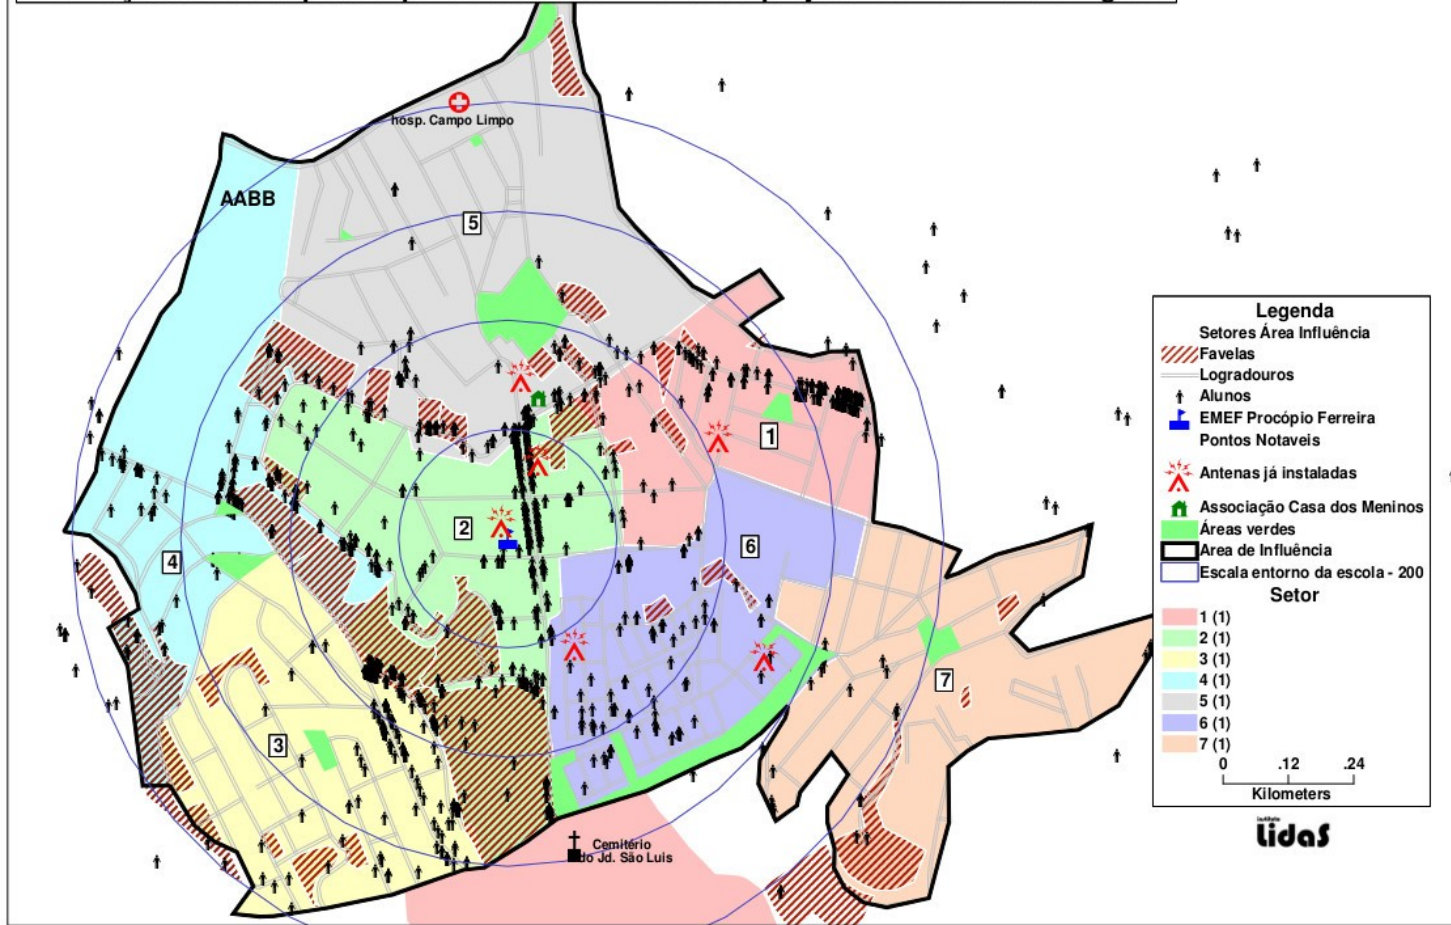 hosp. Campo Limpo
AABB
5
1
2
6
4
7
3
Cemitério
do Jd. São Luis
Legenda
Setores Área Influência
Favelas
Logradouros
Alunos
EMEF Procópio Ferreira
Pontos Notaveis
Antenas já instaladas
Associação Casa dos Meninos
Áreas verdes
Area de Influência
Escala entorno da escola - 200
Setor
1 (1)
2 (1)
3 (1)
4 (1)
5 (1)
6 (1)
7 (1)
0 .12 .24
Kilometers
instituto
Lidas